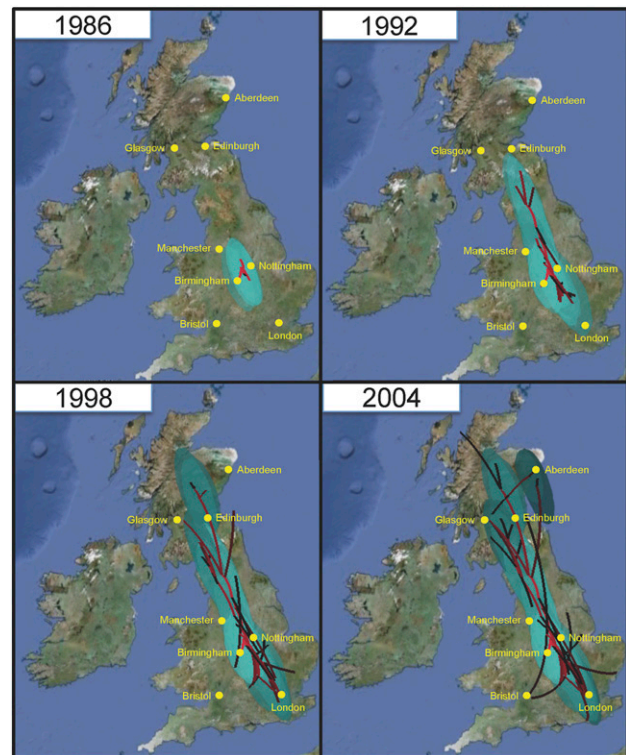 1986
Aberdeen
Glasgow
Edinburgh
Manchester
Nottingham
Birmingham
Bristol
London
1992
Aberdeen
Glasgow
Edinburgh
Manchester
Nottingham
Birmingham
Bristol
London
1998
Aberdeen
Glasgow
Edinburgh
Manchester
Nottingham
Birmingham
Bristol
London
2004
Aberdeen
Glasgow
Edinburgh
Manchester
Nottingham
Birmingham
Bristol
London